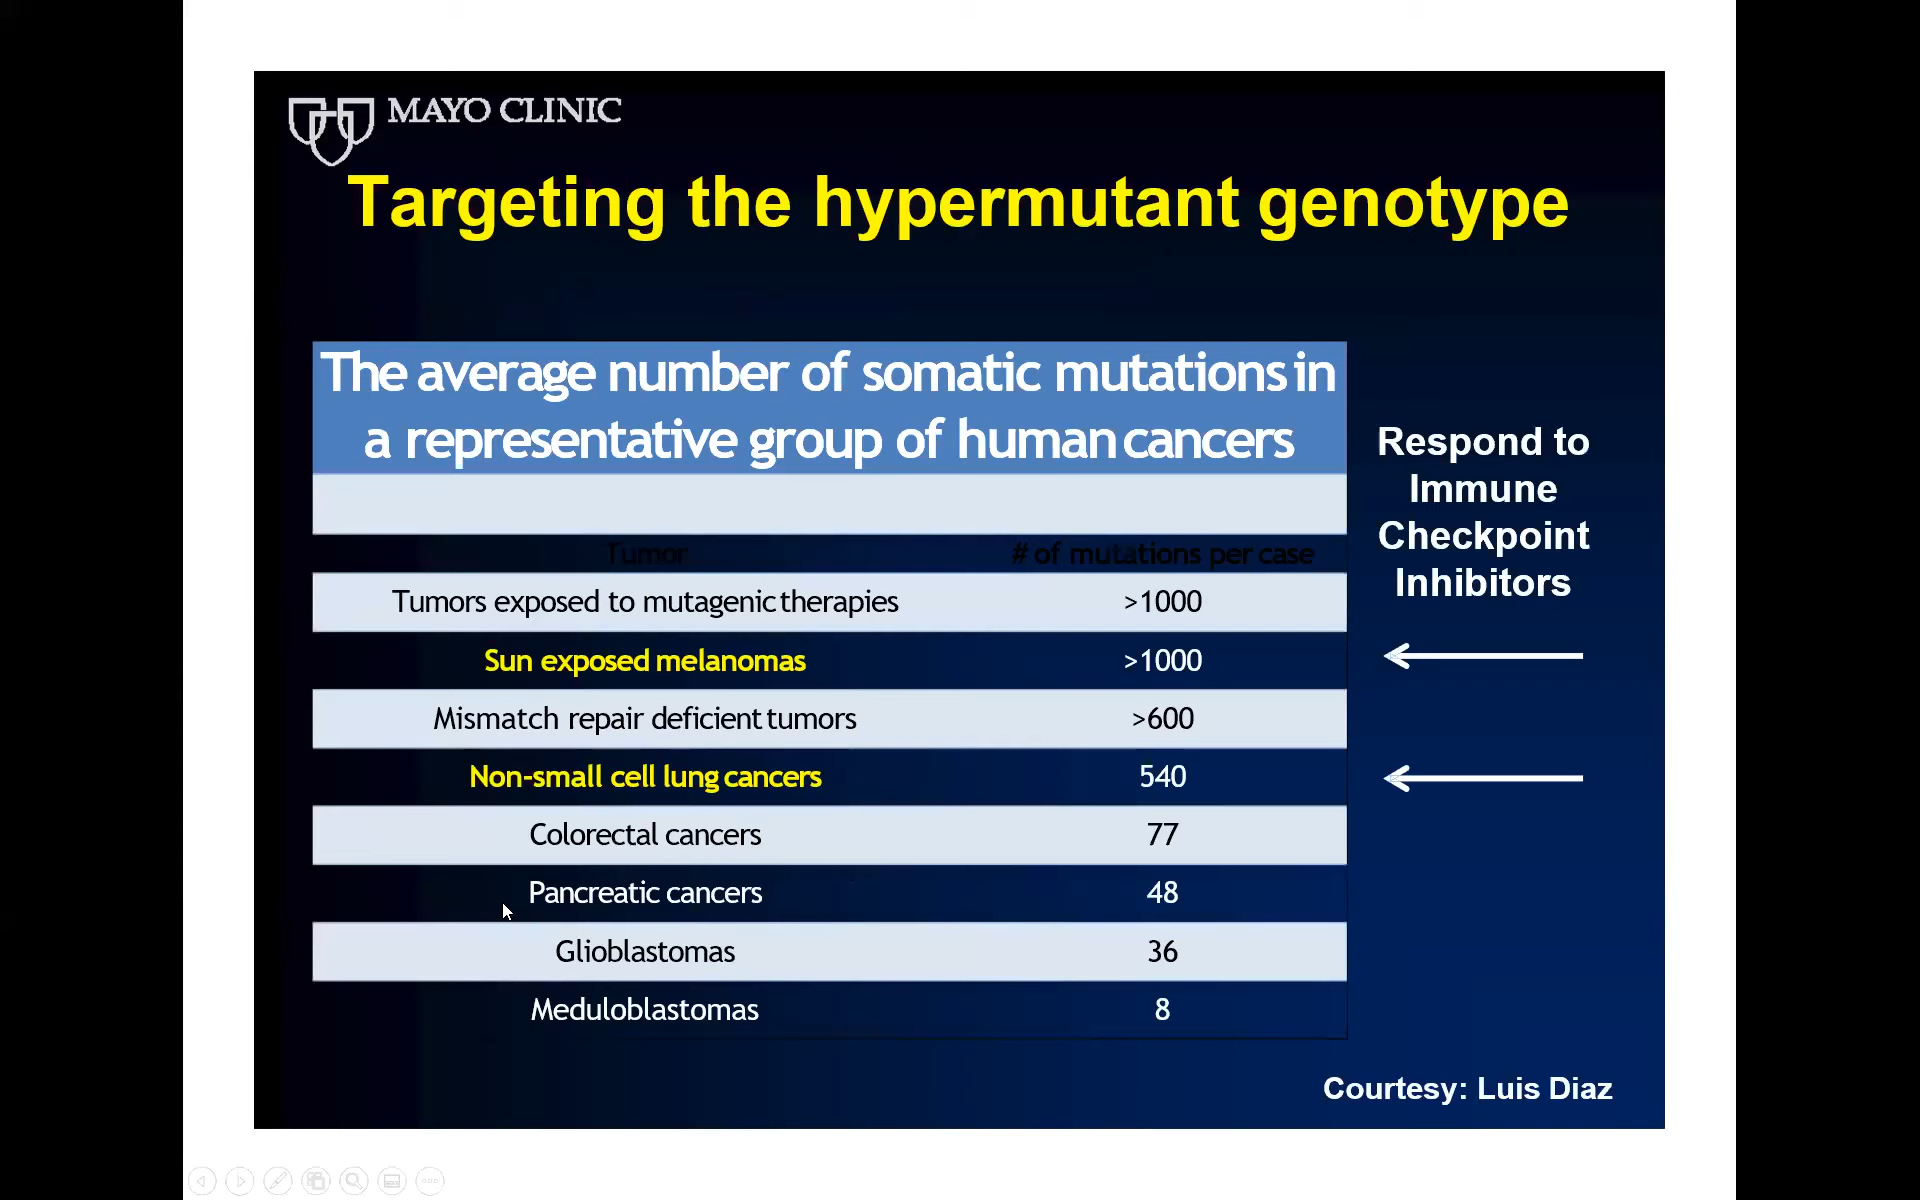 MAYO CLINIC
Targeting the hypermutant genotype
The average number of somatic mutations in
a representative group of human cancers
Respond to
Immune
Checkpoint
Inhibitors
Tumor # of mutations per case
Tumors exposed to mutagenic therapies >1000
Sun exposed melanomas >1000
Mismatch repair deficient tumors >600
Non-small cell lung cancers 540
Colorectal cancers 77
Pancreatic cancers 48
Glioblastomas 36
Meduloblastomas 8
Courtesy: Luis Diaz